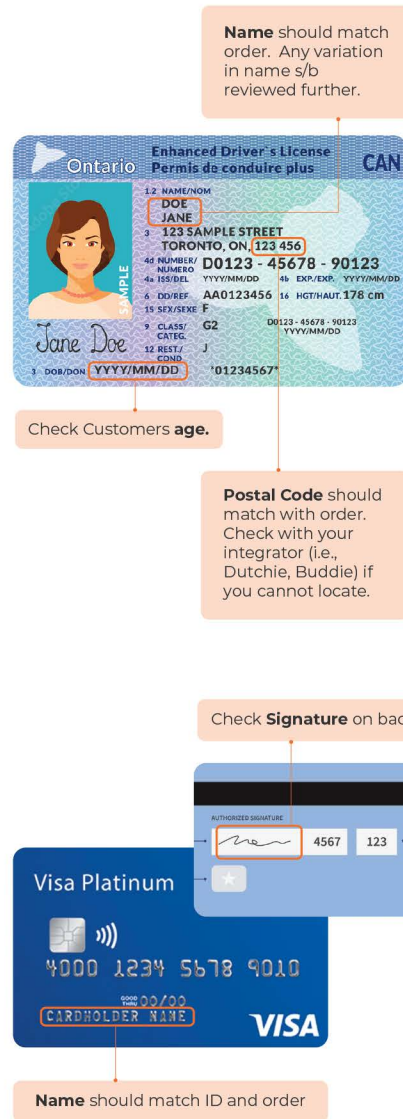 Name should match
order. Any variation
in name s/b
reviewed further.
Ontario
Enhanced Driver's License
Permis de conduire plus
CAN
1.2 NAME/NOM
DOE
JANE
3 123 SAMPLE STREET
TORONTO, ON, 123 456
4d NUMBER/
NUMERO
D0123 - 45678 - 90123
4a ISS/DEL YYYY/MM/DD 4b EXP./EXP. YYYY/MM/DD
6 DD/REF AA0123456 16 HGT/HAUT. 178 cm
15 SEX/SEXE F
9 CLASS/
CATEG.
G2
D0123 - 45678 - 90123
YYYY/MM/DD
12 REST./
COND
J
SAMPLE
Jane Doe
3 DOB/DON YYYY/MM/DD *01234567*
Check Customers age.
Postal Code should
match with order.
Check with your
integrator (i.e.,
Dutchie, Buddie) if
you cannot locate.
Check Signature on bac
AUTHORIZED SIGNATURE
4567 123
Visa Platinum
4000 1234 5678 9010
GOOD
THRU 00/00
CARDHOLDER NAME
VISA
Name should match ID and order